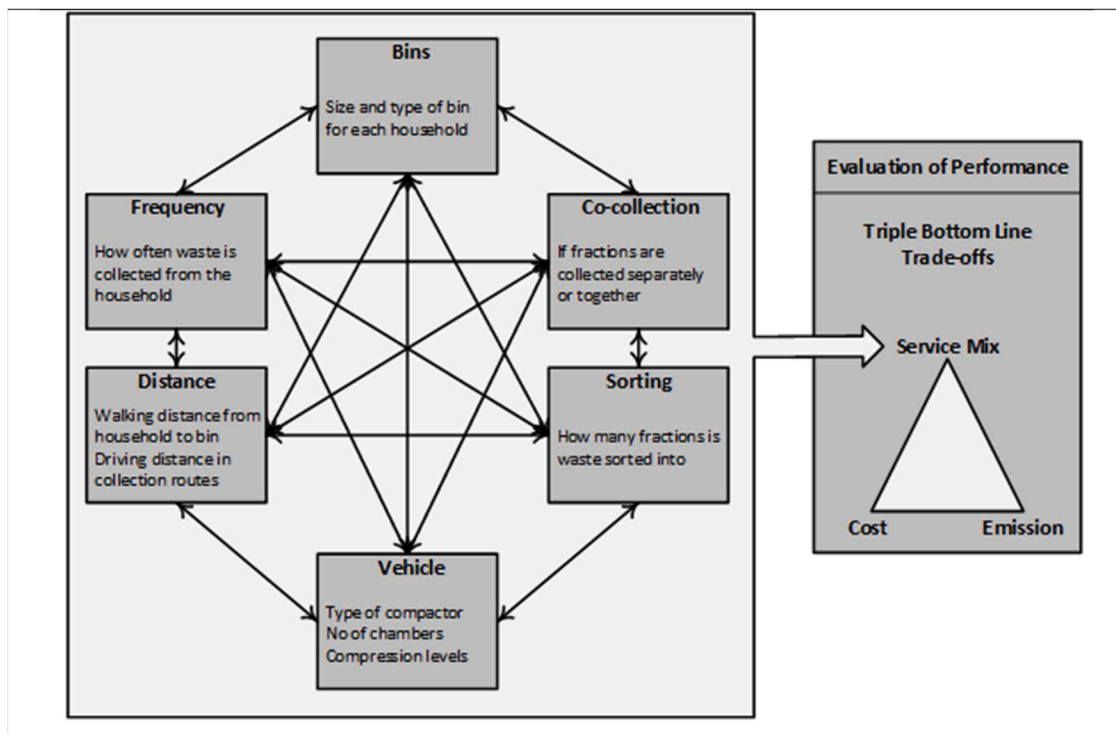 Bins
Size and type of bin
for each household
Frequency
How often waste is
collected from the
household
Co-collection
If fractions are
collected separately
or together
Distance
Walking distance from
household to bin
Driving distance in
collection routes
Sorting
How many fractions is
waste sorted into
Vehicle
Type of compactor
No of chambers
Compression levels
Evaluation of Performance
Triple Bottom Line
Trade-offs
Service Mix
Cost
Emission